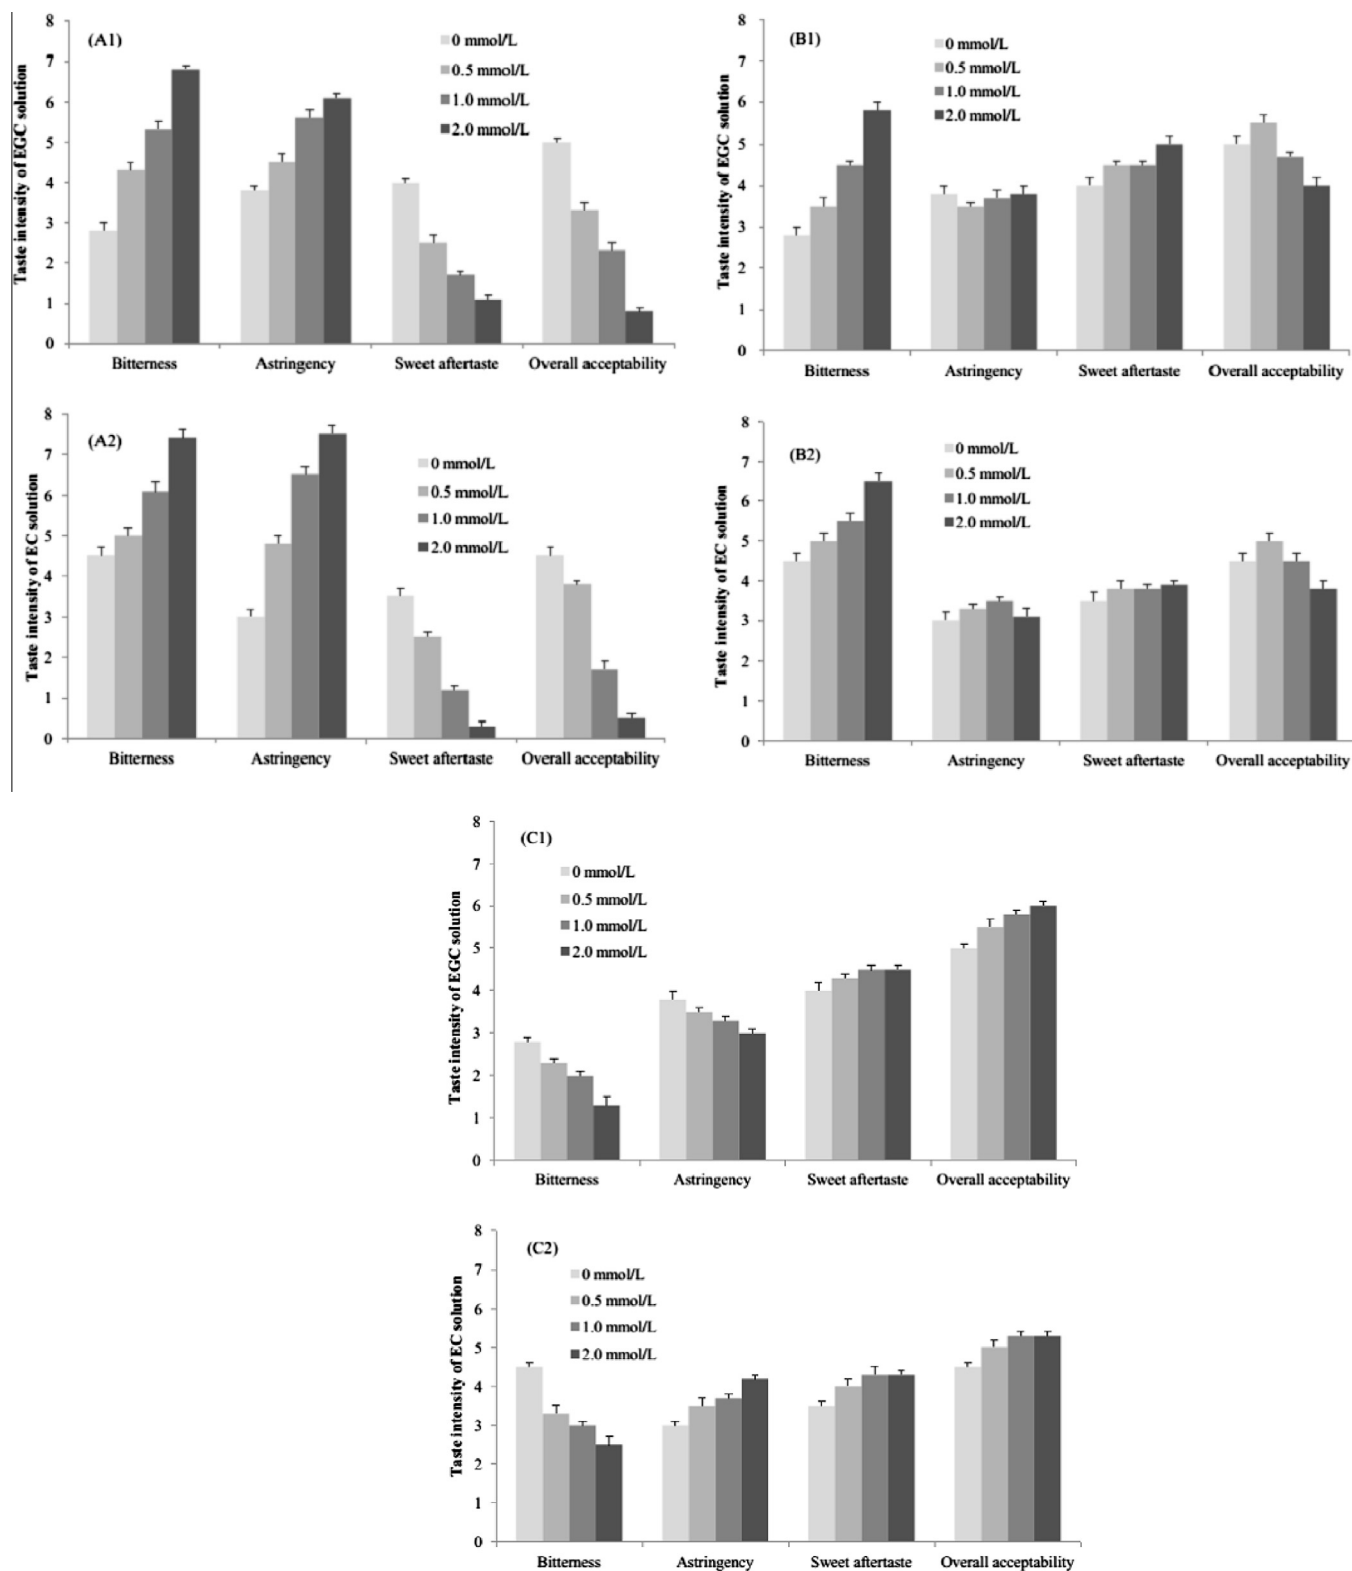 Taste intensity of EGC solution
8
7
6
5
4
3
2
1
0
(A1)
0 mmol/L
0.5 mmol/L
1.0 mmol/L
2.0 mmol/L
Bitterness Astringency Sweet aftertaste Overall acceptability
Taste intensity of EGC solution
8
7
6
5
4
3
2
1
0
(B1)
0 mmol/L
0.5 mmol/L
1.0 mmol/L
2.0 mmol/L
Bitterness Astringency Sweet aftertaste Overall acceptability
Taste intensity of EC solution
8
7
6
5
4
3
2
1
0
(A2)
0 mmol/L
0.5 mmol/L
1.0 mmol/L
2.0 mmol/L
Bitterness Astringency Sweet aftertaste Overall acceptability
Taste intensity of EC solution
8
7
6
5
4
3
2
1
0
(B2)
0 mmol/L
0.5 mmol/L
1.0 mmol/L
2.0 mmol/L
Bitterness Astringency Sweet aftertaste Overall acceptability
Taste intensity of EGC solution
8
7
6
5
4
3
2
1
0
(C1)
0 mmol/L
0.5 mmol/L
1.0 mmol/L
2.0 mmol/L
Bitterness Astringency Sweet aftertaste Overall acceptability
Taste intensity of EC solution
8
7
6
5
4
3
2
1
0
(C2)
0 mmol/L
0.5 mmol/L
1.0 mmol/L
2.0 mmol/L
Bitterness Astringency Sweet aftertaste Overall acceptability